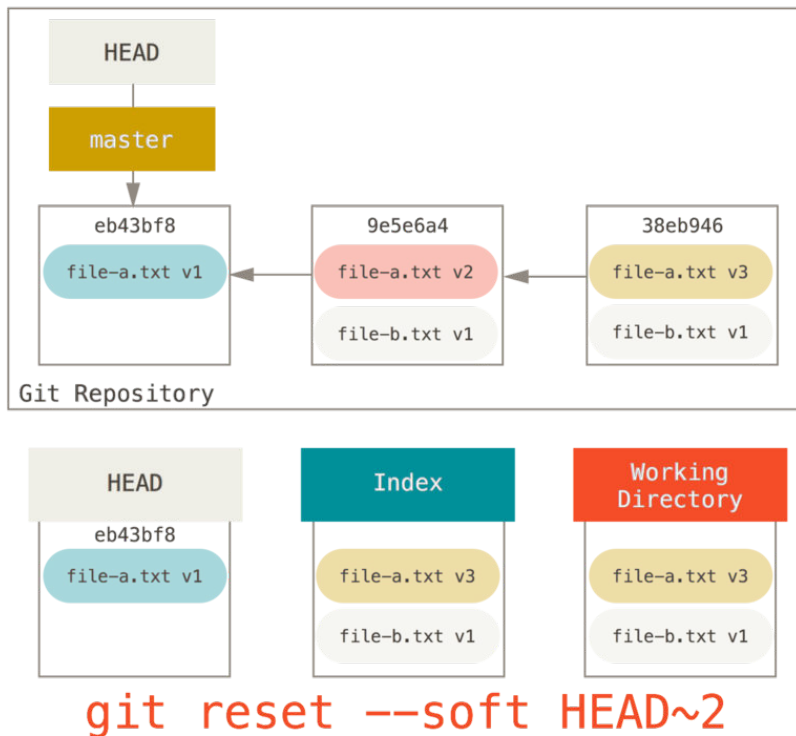 HEAD
master
eb43bf8
9e5e6a4
38eb946
file-a.txt v1
file-a.txt v2
file-a.txt v3
file-b.txt v1
file-b.txt v1
Git Repository
HEAD
Index
Working
Directory
eb43bf8
file-a.txt v1
file-a.txt v3
file-a.txt v3
file-b.txt v1
file-b.txt v1
git reset --soft HEAD~2